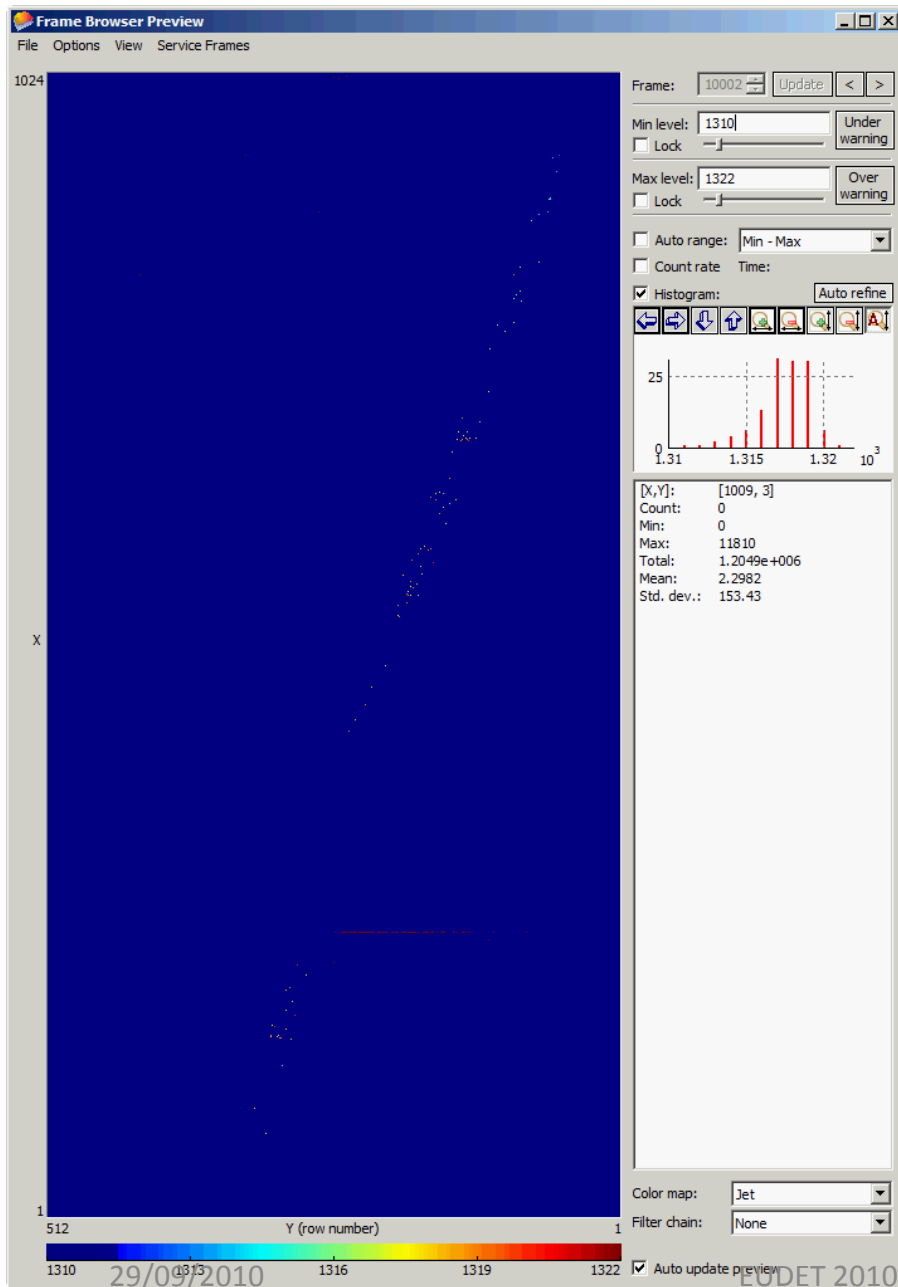 Frame Browser Preview
File Options View Service Frames
1024
X
1
512 Y (row number) 1
1310 1313 1316 1319 1322
29/09/2010
EUDET 2010
Frame: 10002 Update < >
Min level: 1310 Under warning
Lock
Max level: 1322 Over warning
Lock
Auto range: Min - Max
Count rate Time:
Histogram: Auto refine
A
25
0
1.31 1.315 1.32 10³
[X,Y]: [1009, 3]
Count: 0
Min: 0
Max: 11810
Total: 1.2049e+006
Mean: 2.2982
Std. dev.: 153.43
Color map: Jet
Filter chain: None
Auto update preview